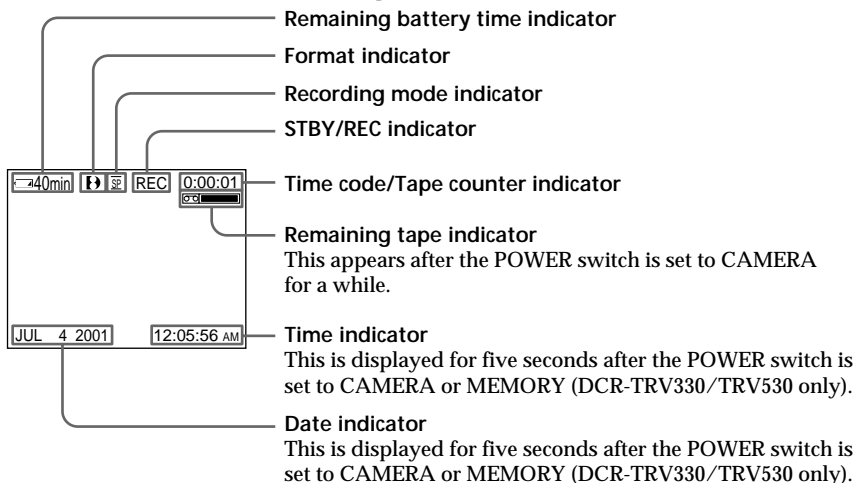 Remaining battery time indicator
Format indicator
Recording mode indicator
STBY/REC indicator
40min SP REC 0:00:01
Time code/Tape counter indicator
Remaining tape indicator
This appears after the POWER switch is set to CAMERA
for a while.
JUL 4 2001 12:05:56 AM
Time indicator
This is displayed for five seconds after the POWER switch is
set to CAMERA or MEMORY (DCR-TRV330/TRV530 only).
Date indicator
This is displayed for five seconds after the POWER switch is
set to CAMERA or MEMORY (DCR-TRV330/TRV530 only).